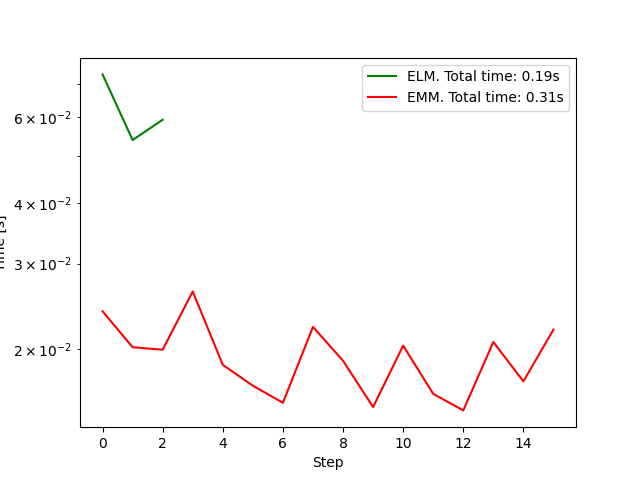 ELM. Total time: 0.19s
EMM. Total time: 0.31s
6 × 10⁻²
4 × 10⁻²
3 × 10⁻²
2 × 10⁻²
Time [s]
0 2 4 6 8 10 12 14
Step